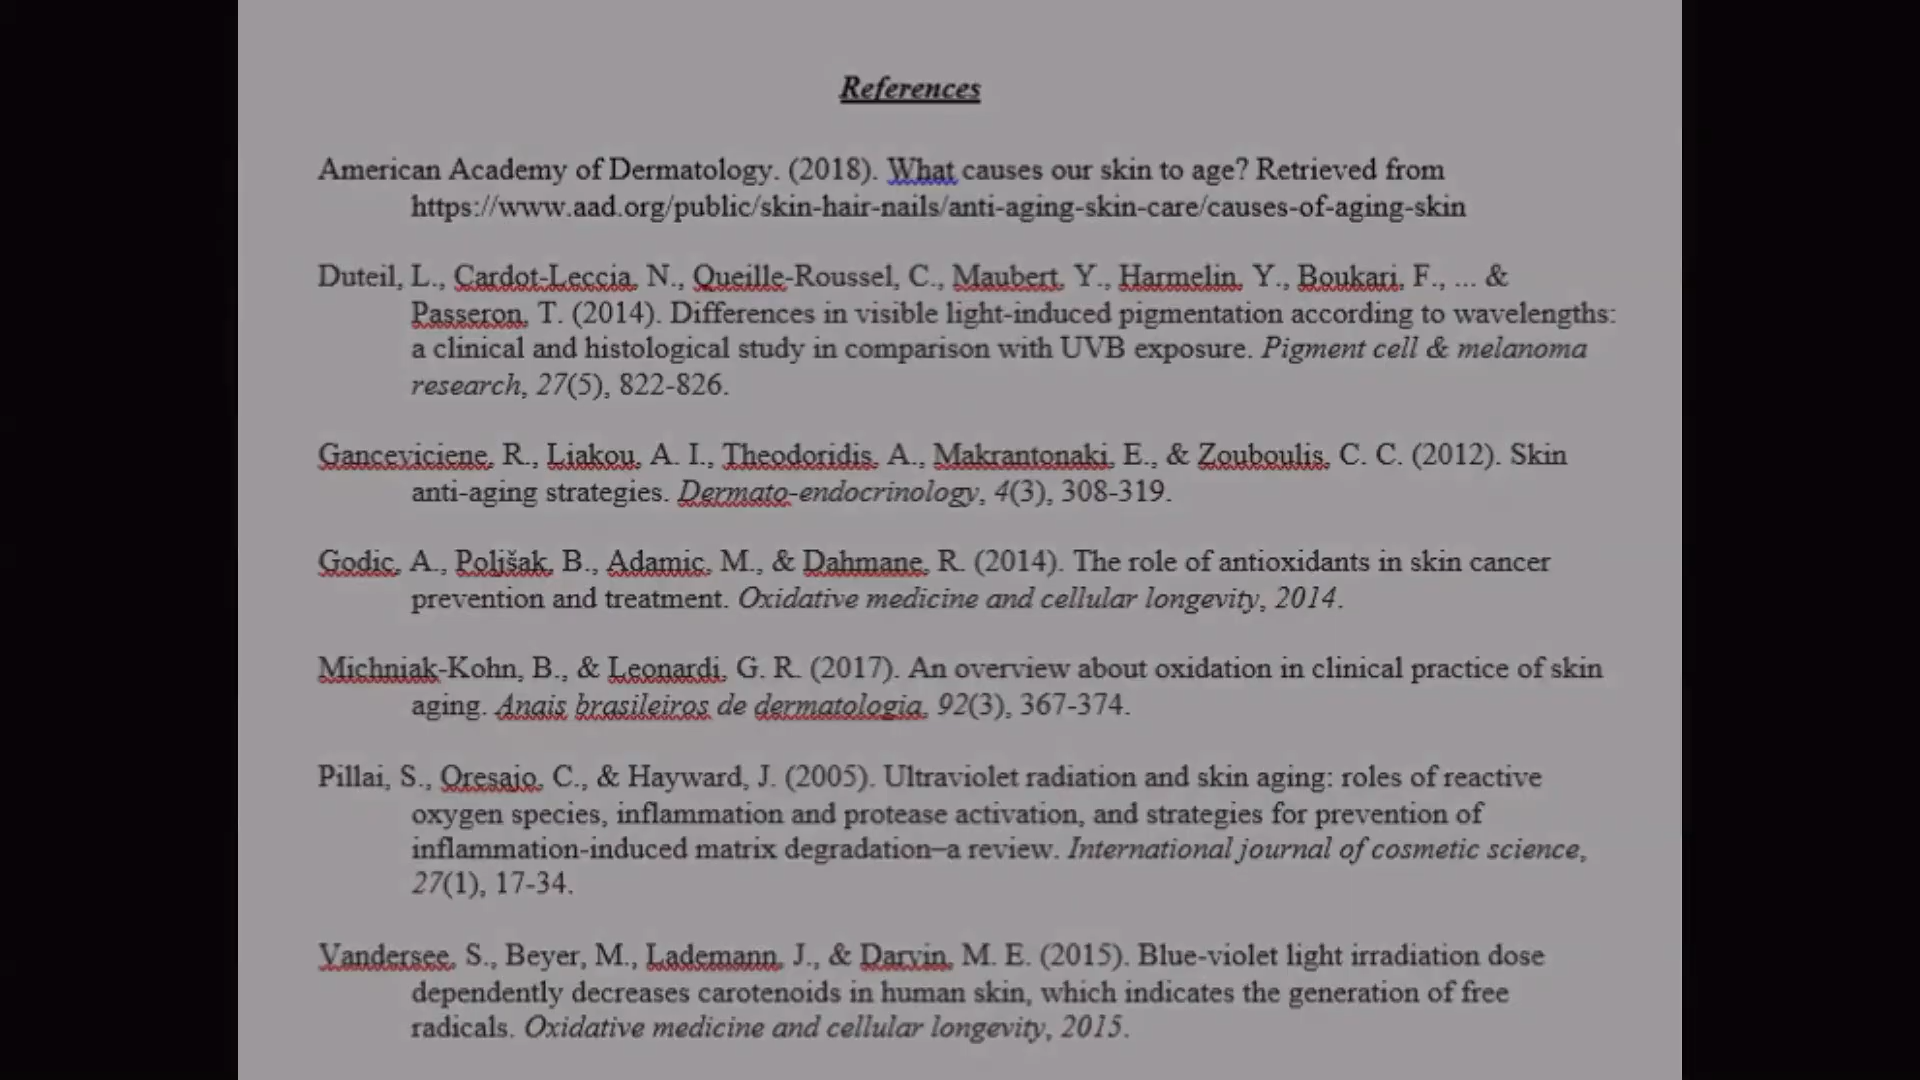 References
American Academy of Dermatology. (2018). What causes our skin to age? Retrieved from
https://www.aad.org/public/skin-hair-nails/anti-aging-skin-care/causes-of-aging-skin
Duteil, L., Cardot-Leccia, N., Queille-Roussel, C., Maubert, Y., Harmelin, Y., Boukari, F., ... &
Passeron, T. (2014). Differences in visible light-induced pigmentation according to wavelengths:
a clinical and histological study in comparison with UVB exposure. Pigment cell & melanoma
research, 27(5), 822-826.
Ganceviciene, R., Liakou, A. I., Theodoridis, A., Makrantonaki, E., & Zouboulis, C. C. (2012). Skin
anti-aging strategies. Dermato-endocrinology, 4(3), 308-319.
Godic, A., Poljšak, B., Adamic, M., & Dahmane, R. (2014). The role of antioxidants in skin cancer
prevention and treatment. Oxidative medicine and cellular longevity, 2014.
Michniak-Kohn, B., & Leonardi, G. R. (2017). An overview about oxidation in clinical practice of skin
aging. Anais brasileiros de dermatologia, 92(3), 367-374.
Pillai, S., Oresajo, C., & Hayward, J. (2005). Ultraviolet radiation and skin aging: roles of reactive
oxygen species, inflammation and protease activation, and strategies for prevention of
inflammation-induced matrix degradation–a review. International journal of cosmetic science,
27(1), 17-34.
Vandersee, S., Beyer, M., Lademann, J., & Darvin, M. E. (2015). Blue-violet light irradiation dose
dependently decreases carotenoids in human skin, which indicates the generation of free
radicals. Oxidative medicine and cellular longevity, 2015.